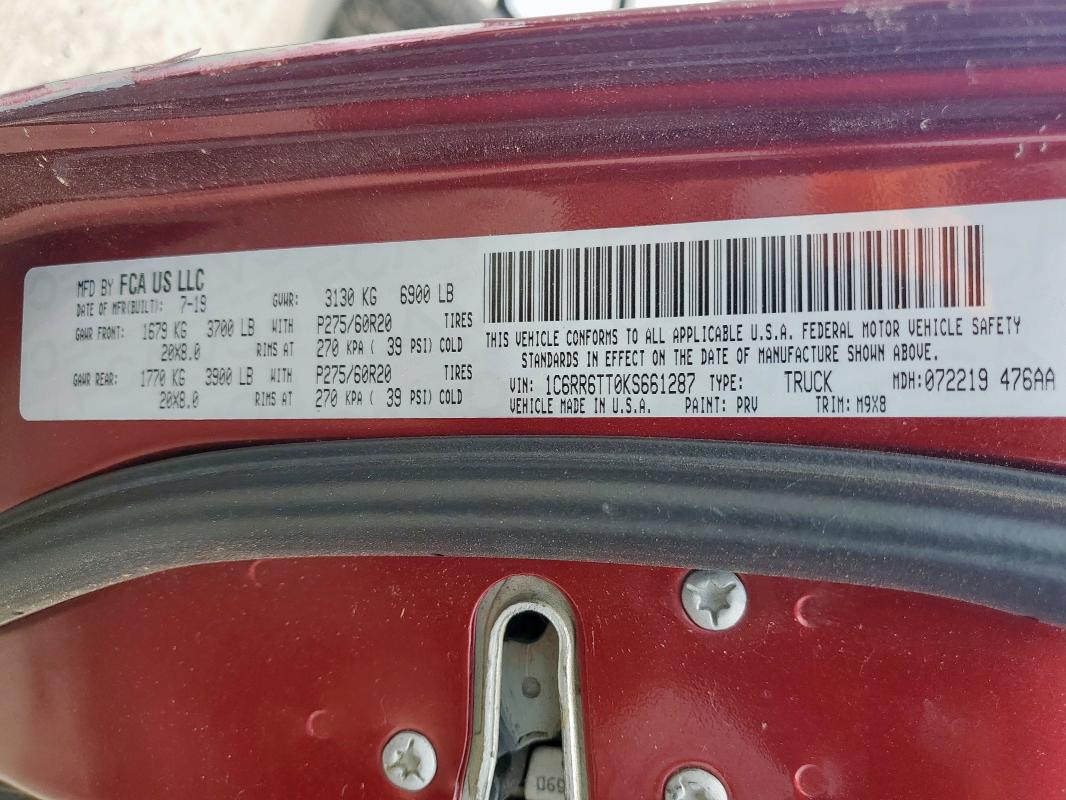 MFD BY FCA US LLC
DATE OF MFR(BUILT): 7-19 GVWR: 3130 KG 6900 LB
GAWR FRONT: 1679 KG 3700 LB WITH P275/60R20 TIRES
20X8.0 RIMS AT 270 KPA ( 39 PSI) COLD
GAWR REAR: 1770 KG 3900 LB WITH P275/60R20 TIRES
20X8.0 RIMS AT 270 KPA ( 39 PSI) COLD
THIS VEHICLE CONFORMS TO ALL APPLICABLE U.S.A. FEDERAL MOTOR VEHICLE SAFETY
STANDARDS IN EFFECT ON THE DATE OF MANUFACTURE SHOWN ABOVE.
VIN: 1C6RR6TT0KS661287 TYPE: TRUCK MDH:072219 476AA
VEHICLE MADE IN U.S.A. PAINT: PRV TRIM: M9X8